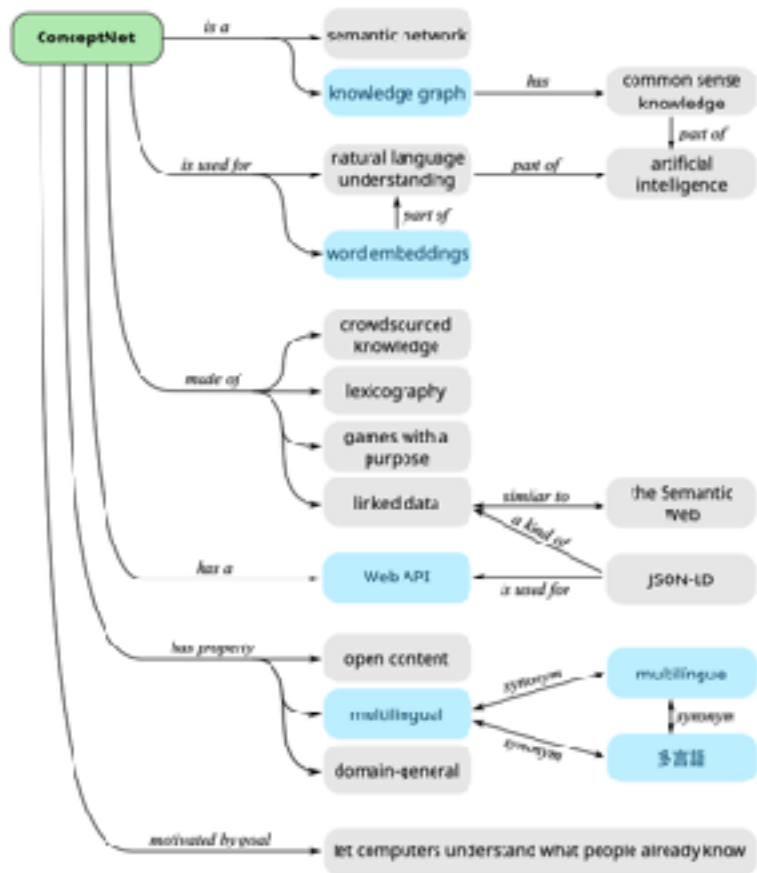 ConceptNet
is a
semantic network
knowledge graph
has
common sense
knowledge
part of
is used for
natural language
understanding
part of
artificial
intelligence
part of
word embeddings
crowdsourced
knowledge
made of
lexicography
games with a
purpose
linked data
similar to
the Semantic
Web
a kind of
has a
Web API
is used for
JSON-LD
has property
open content
multilingual
synonym
multilingue
synonym
synonym
多言語
domain-general
motivated by goal
let computers understand what people already know